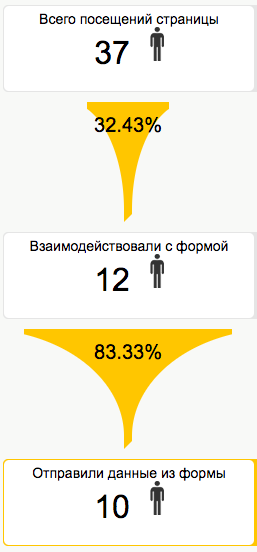 Всего посещений страницы
37
32.43%
Взаимодействовали с формой
12
83.33%
Отправили данные из формы
10